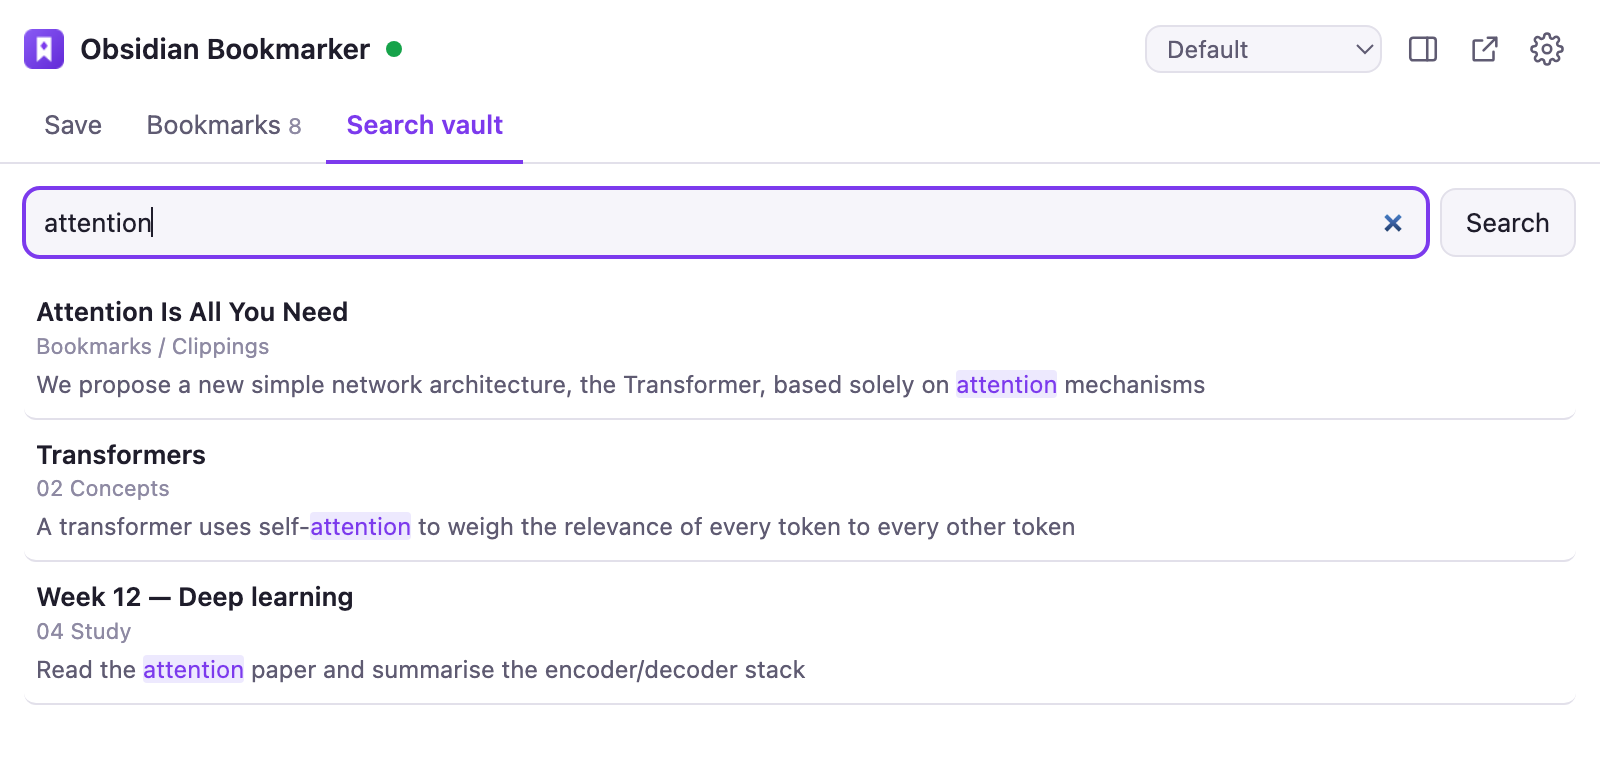 Obsidian Bookmarker
Default
Save
Bookmarks 8
Search vault
attention
Search
Attention Is All You Need
Bookmarks / Clippings
We propose a new simple network architecture, the Transformer, based solely on attention mechanisms
Transformers
02 Concepts
A transformer uses self-attention to weigh the relevance of every token to every other token
Week 12 — Deep learning
04 Study
Read the attention paper and summarise the encoder/decoder stack